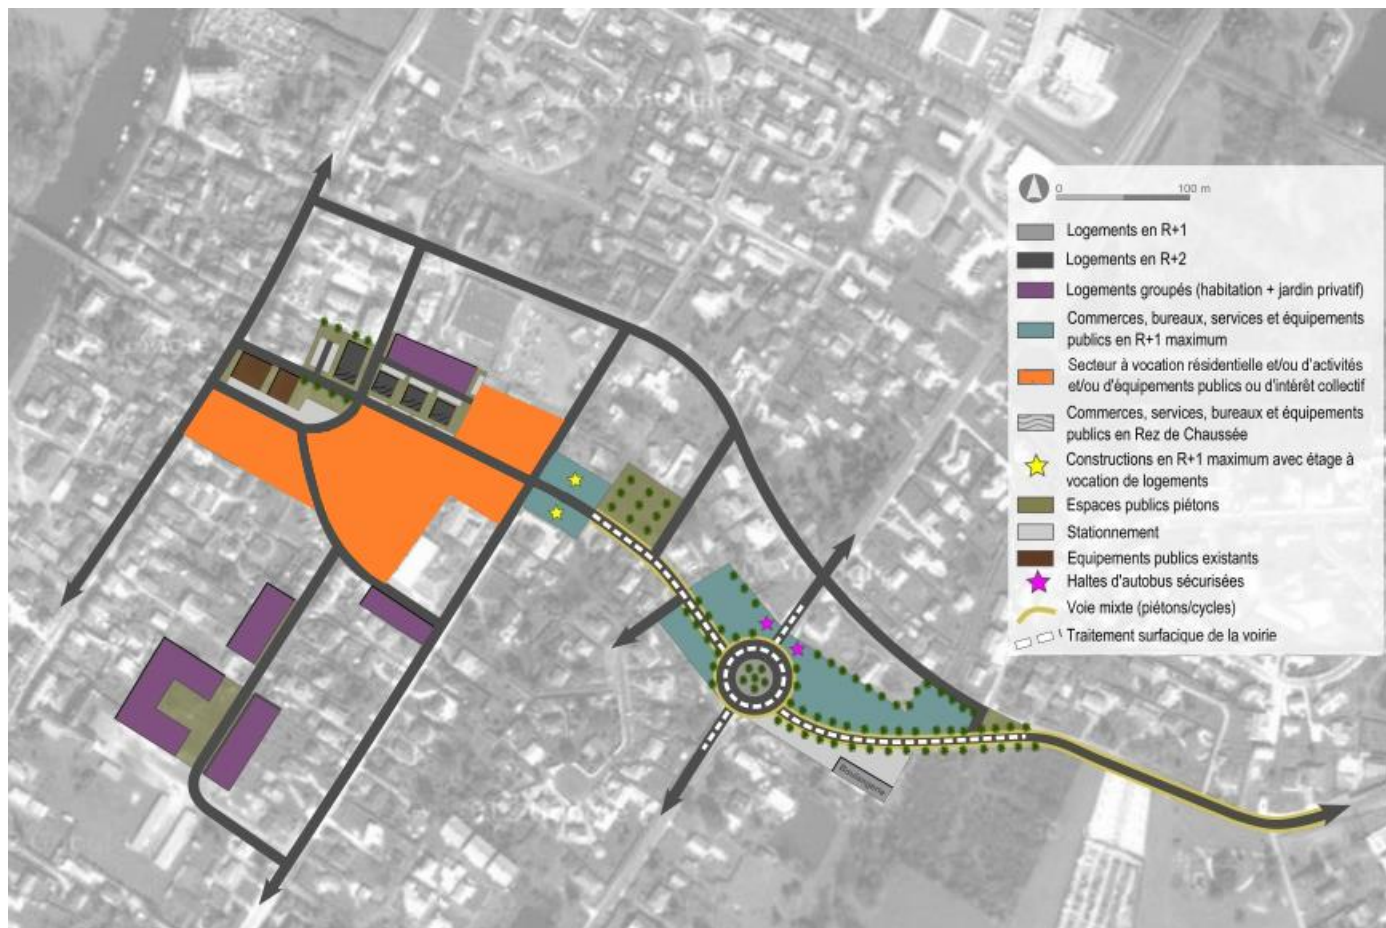 0 100 m
Logements en R+1
Logements en R+2
Logements groupés (habitation + jardin privatif)
Commerces, bureaux, services et équipements
publics en R+1 maximum
Secteur à vocation résidentielle et/ou d'activités
et/ou d'équipements publics ou d'intérêt collectif
Commerces, services, bureaux et équipements
publics en Rez de Chaussée
Constructions en R+1 maximum avec étage à
vocation de logements
Espaces publics piétons
Stationnement
Equipements publics existants
Haltes d'autobus sécurisées
Voie mixte (piétons/cycles)
Traitement surfacique de la voirie
Boulangerie